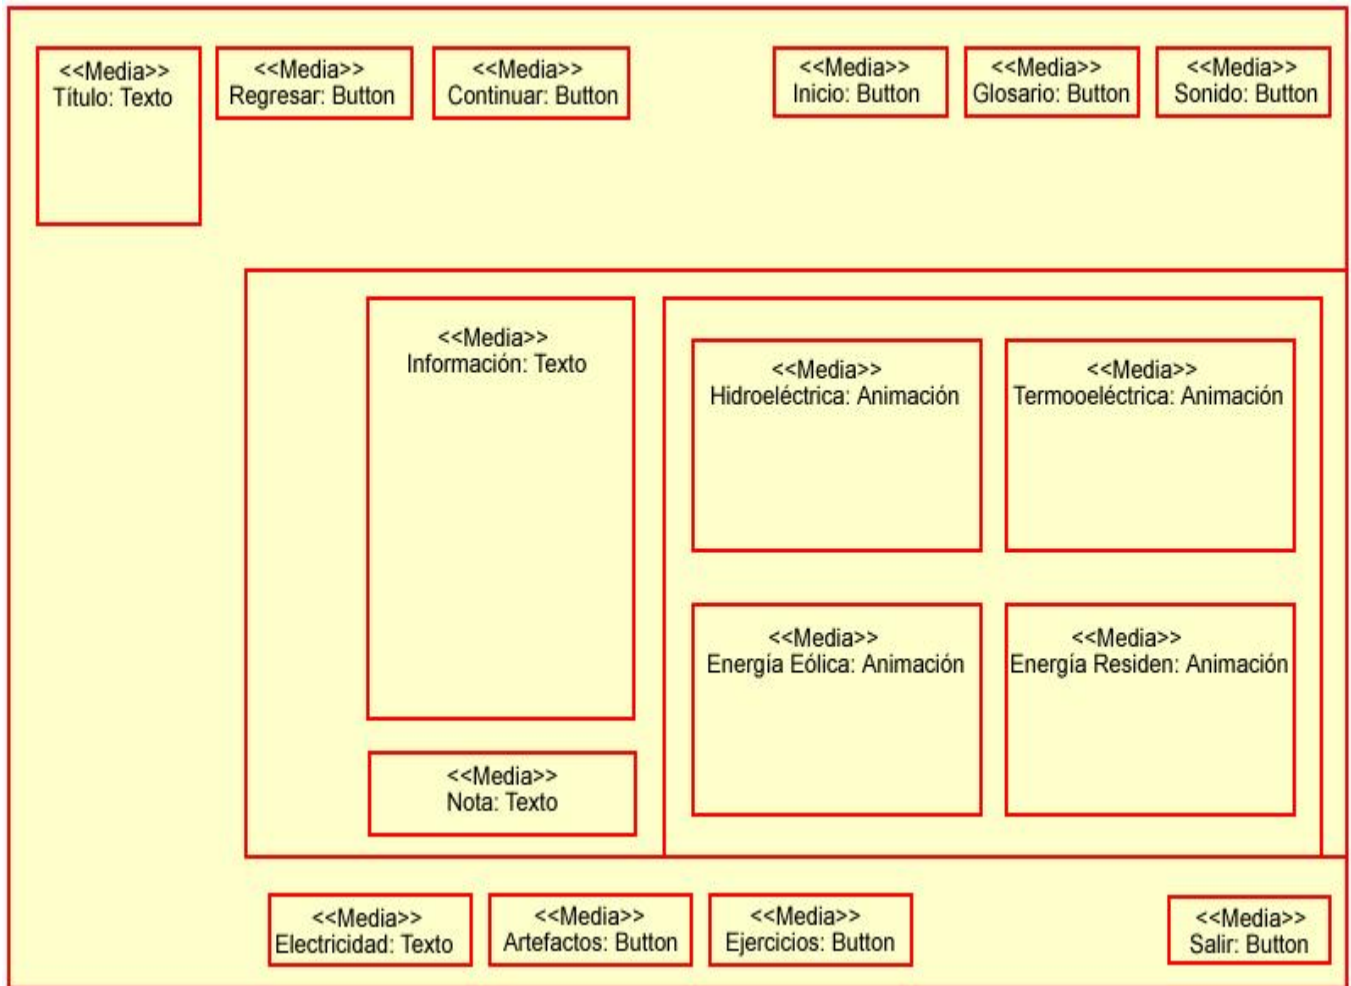 <<Media>>
Título: Texto
<<Media>>
Regresar: Button
<<Media>>
Continuar: Button
<<Media>>
Inicio: Button
<<Media>>
Glosario: Button
<<Media>>
Sonido: Button
<<Media>>
Información: Texto
<<Media>>
Hidroeléctrica: Animación
<<Media>>
Termooeléctrica: Animación
<<Media>>
Energía Eólica: Animación
<<Media>>
Energía Residen: Animación
<<Media>>
Nota: Texto
<<Media>>
Electricidad: Texto
<<Media>>
Artefactos: Button
<<Media>>
Ejercicios: Button
<<Media>>
Salir: Button